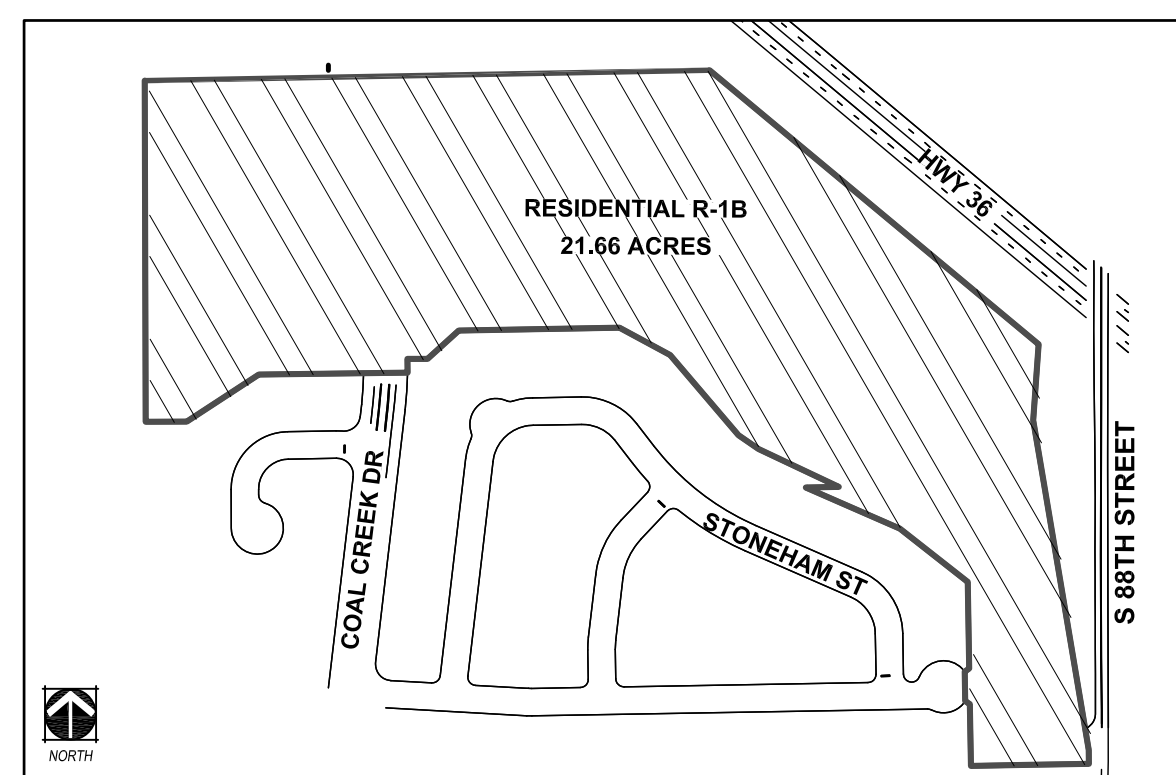 HWY 36
RESIDENTIAL R-1B
21.66 ACRES
S 88TH STREET
COAL CREEK DR
STONEHAM ST
NORTH